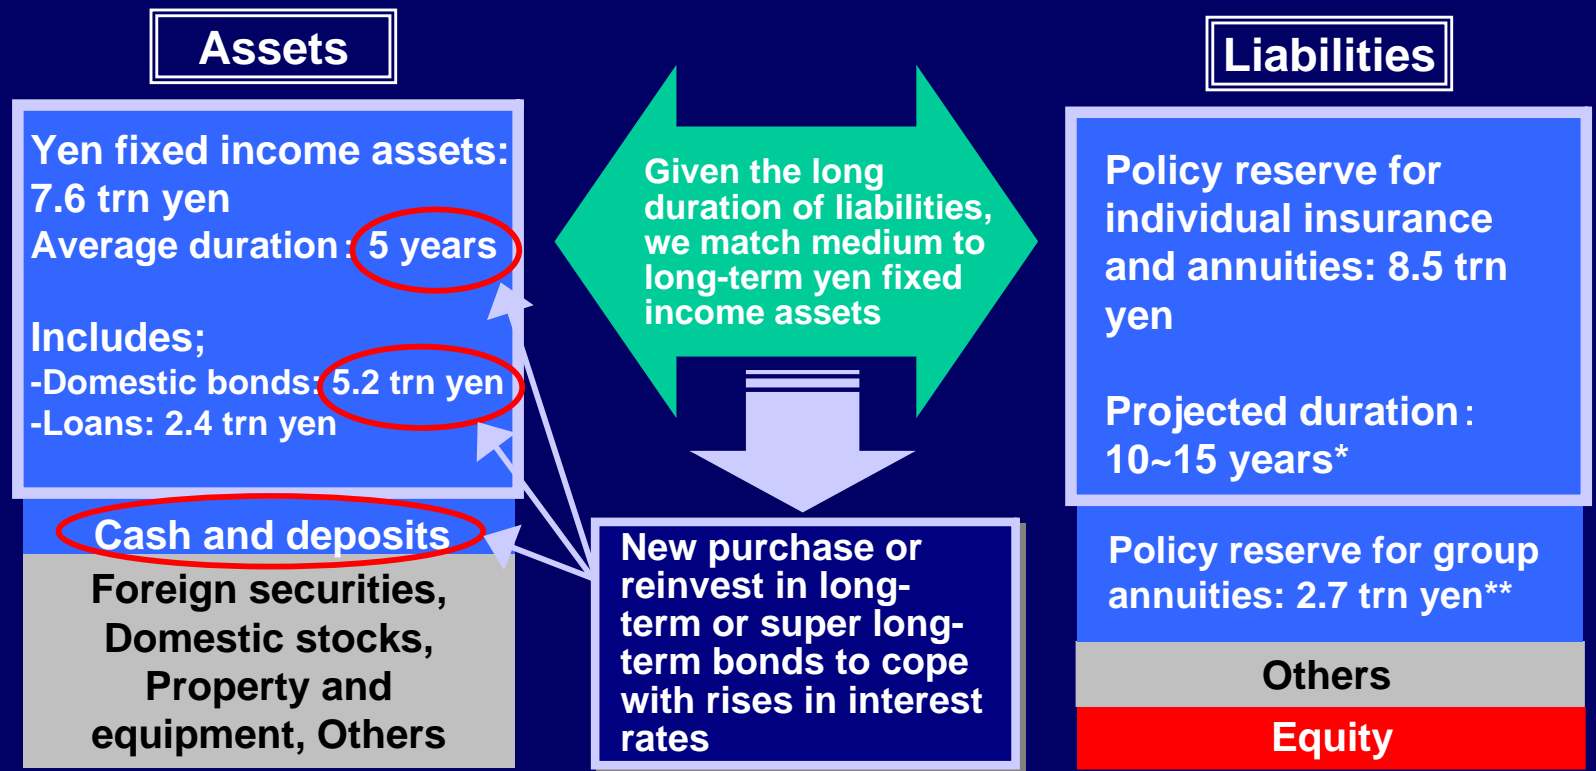 Assets
Yen fixed income assets:
7.6 trn yen
Average duration: 5 years
Includes;
-Domestic bonds: 5.2 trn yen
-Loans: 2.4 trn yen
Cash and deposits
Foreign securities,
Domestic stocks,
Property and
equipment, Others
Given the long
duration of liabilities,
we match medium to
long-term yen fixed
income assets
New purchase or
reinvest in long-
term or super long-
term bonds to cope
with rises in interest
rates
Liabilities
Policy reserve for
individual insurance
and annuities: 8.5 trn
yen
Projected duration:
10~15 years*
Policy reserve for group
annuities: 2.7 trn yen**
Others
Equity